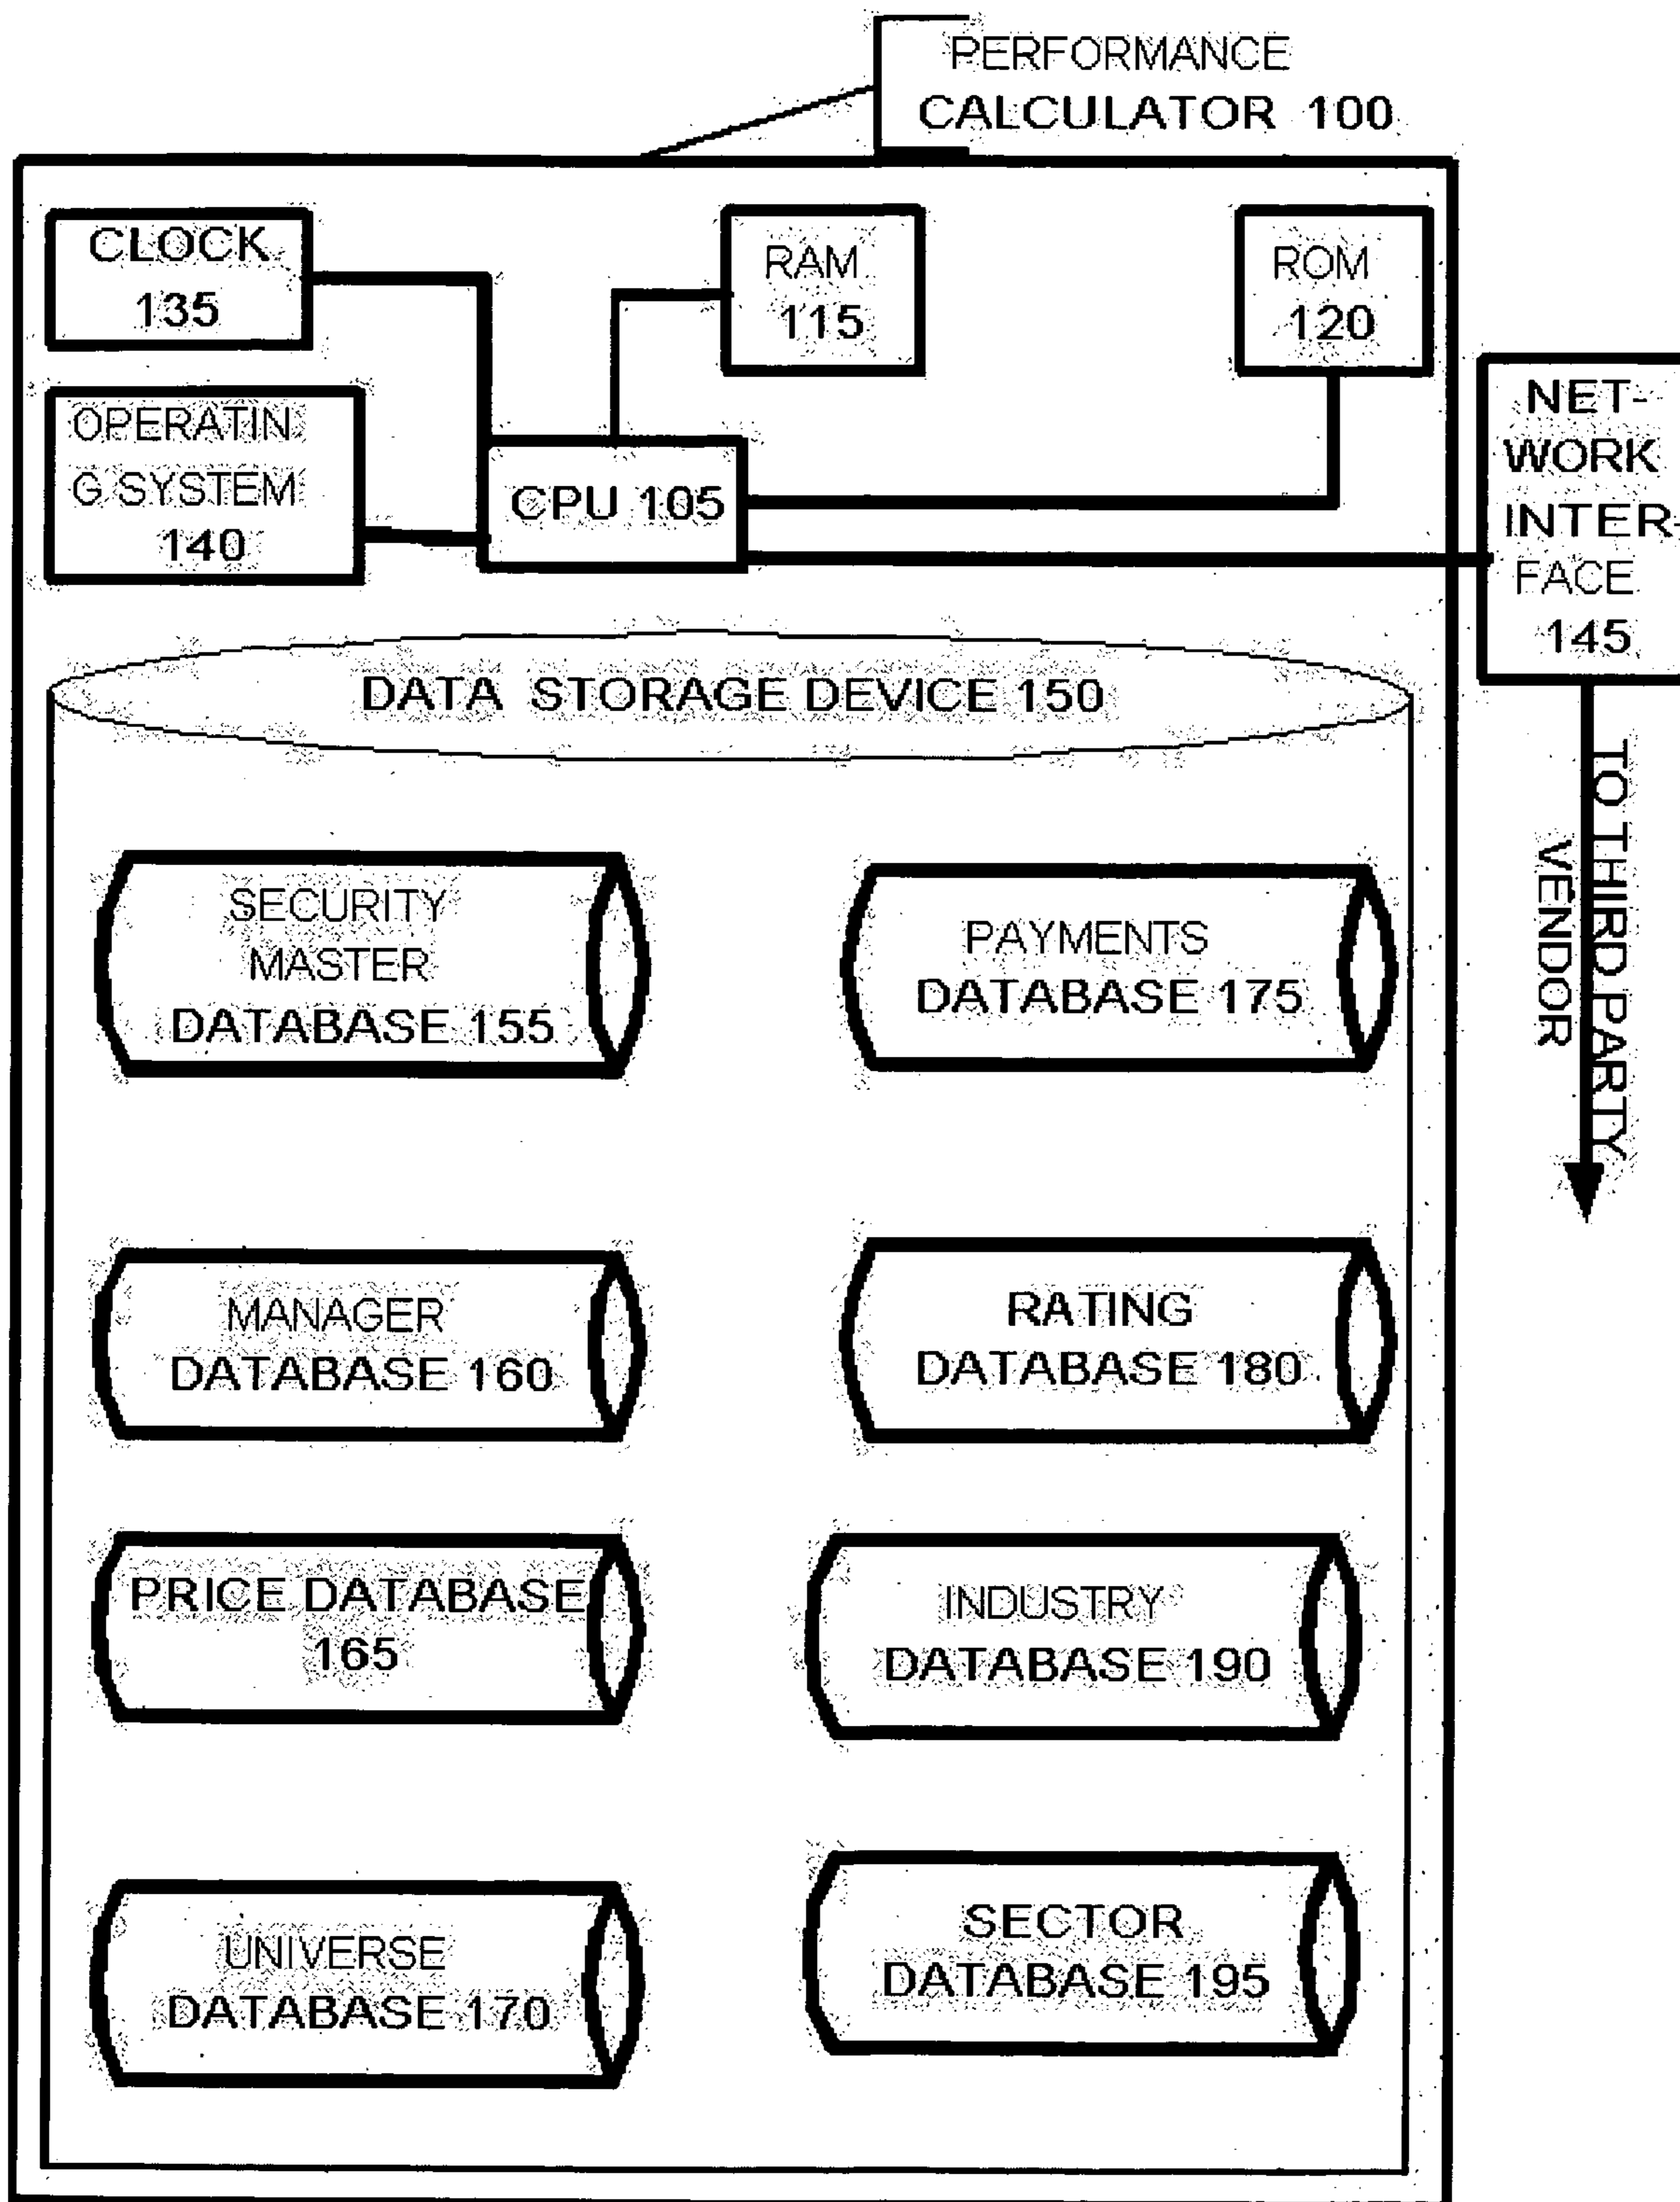 PERFORMANCE
CALCULATOR 100
CLOCK
135
RAM
115
ROM
120
OPERATIN
G SYSTEM
140
CPU 105
NET-
WORK
INTER-
FACE
145
TO THIRD PARTY
VENDOR
DATA STORAGE DEVICE 150
SECURITY
MASTER
DATABASE 155
PAYMENTS
DATABASE 175
MANAGER
DATABASE 160
RATING
DATABASE 180
PRICE DATABASE
165
INDUSTRY
DATABASE 190
UNIVERSE
DATABASE 170
SECTOR
DATABASE 195